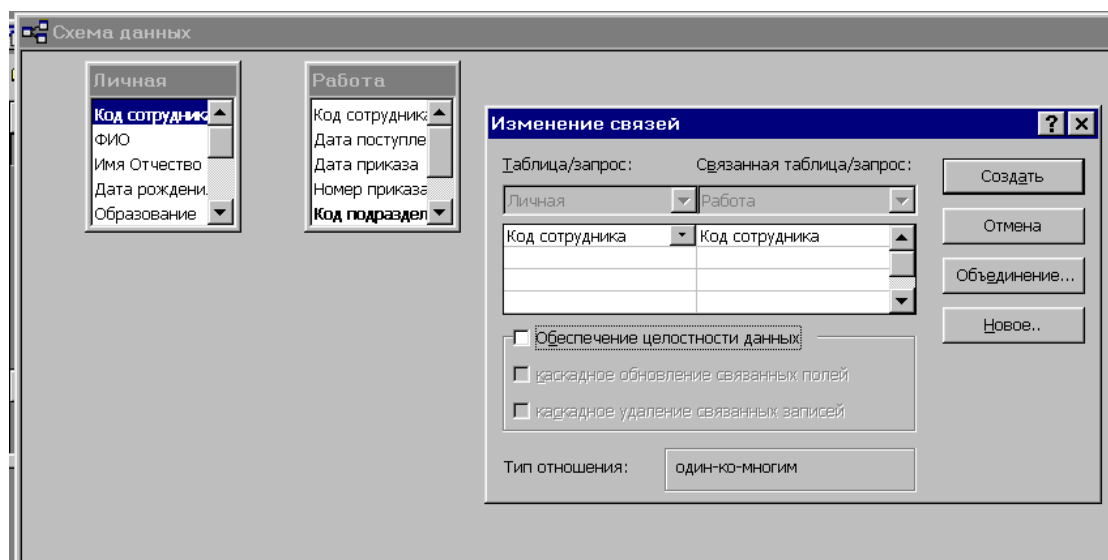 Схема данных
Личная
Код сотрудника
ФИО
Имя Отчество
Дата рождени
Образование
Работа
Код сотрудника
Дата поступле
Дата приказа
Номер приказа
Код подраздел
Изменение связей
Таблица/запрос:
Связанная таблица/запрос:
Личная
Работа
Код сотрудника
Код сотрудника
Обеспечение целостности данных
каскадное обновление связанных полей
каскадное удаление связанных записей
Тип отношения:
один-ко-многим
Создать
Отмена
Объединение...
Новое..